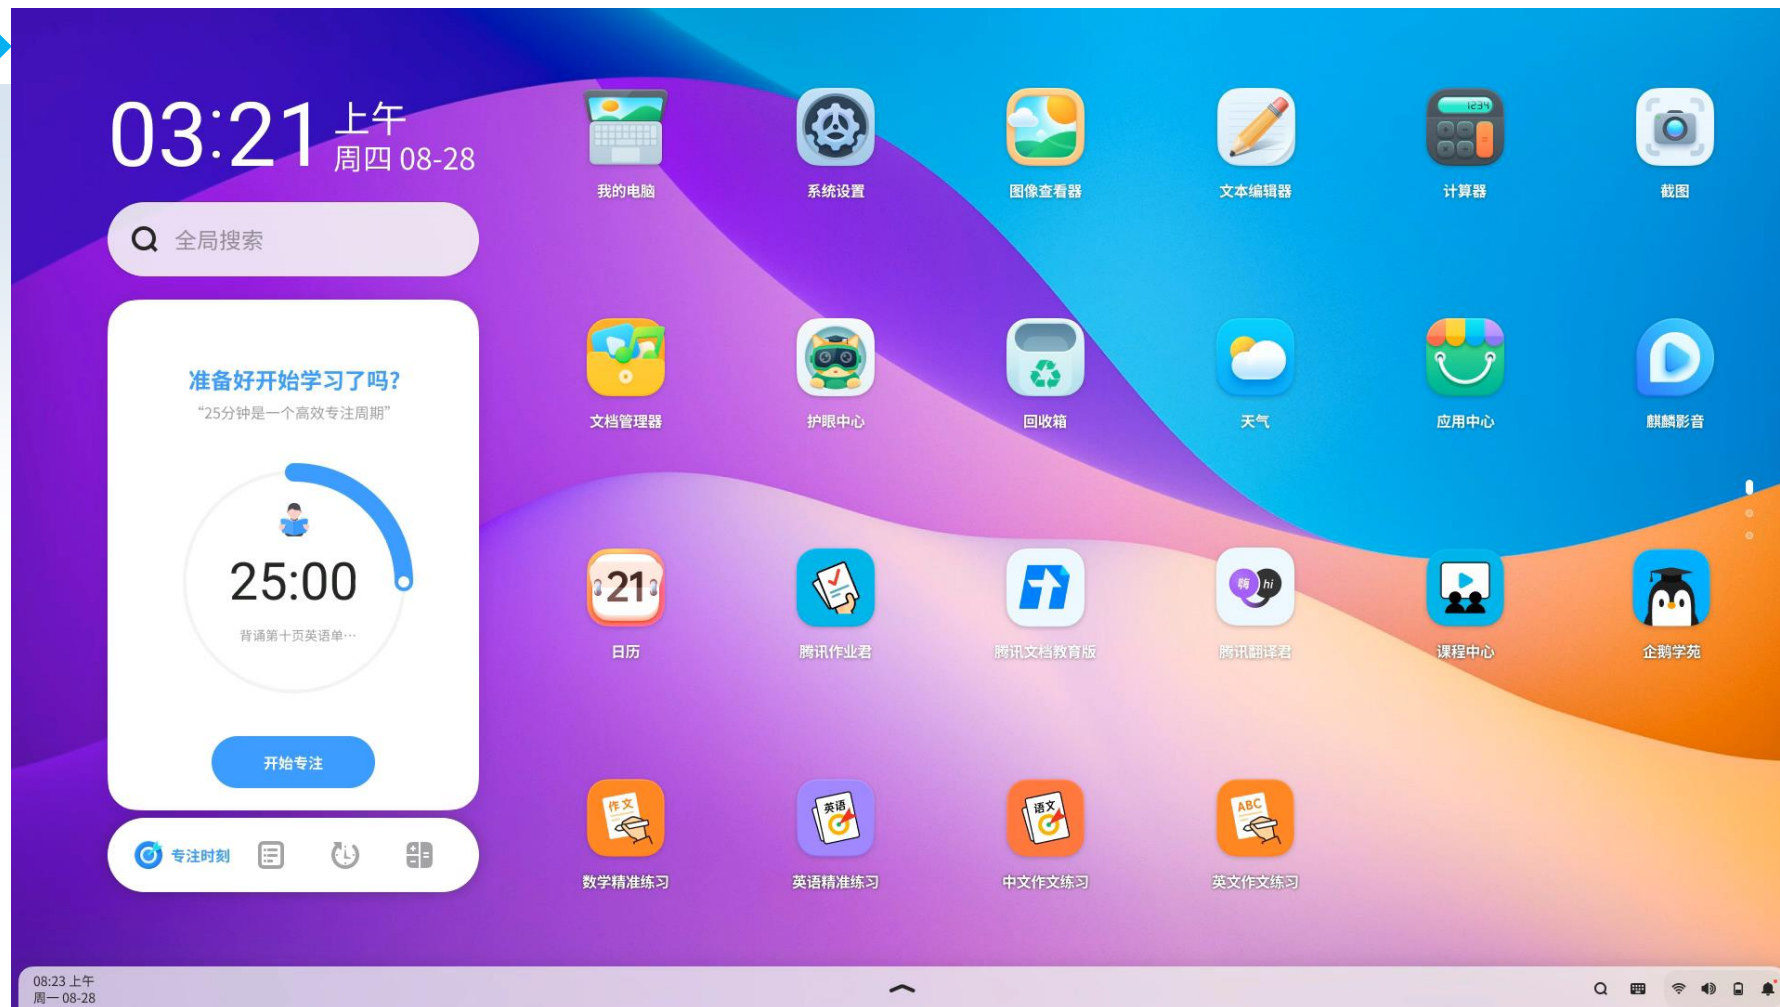 03:21
上午
周四 08-28
全局搜索
准备好开始学习了吗?
“25分钟是一个高效专注周期”
25:00
背诵第十页英语单…
开始专注
专注时刻
1234
我的电脑
系统设置
图像查看器
文本编辑器
计算器
截图
文档管理器
护眼中心
回收箱
天气
应用中心
麒麟影音
21
嗨
hi
日历
腾讯作业君
腾讯文档教育版
腾讯翻译君
课程中心
企鹅学苑
作文
英语
语文
ABC
数学精准练习
英语精准练习
中文作文练习
英文作文练习
08:23 上午
周一 08-28